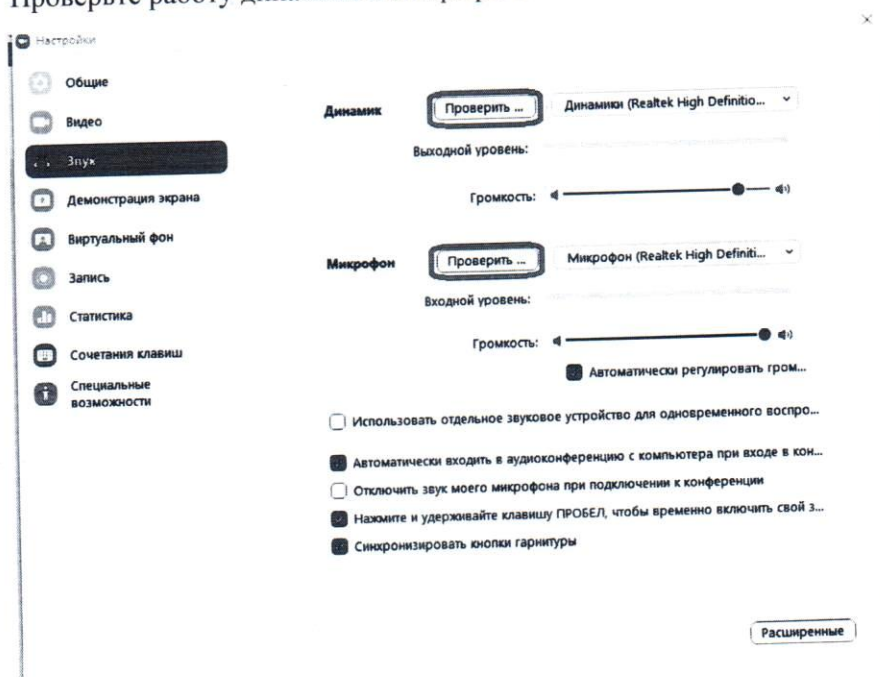 Проверьте работу
Настройки
Общие
Видео
Звук
Демонстрация экрана
Виртуальный фон
Запись
Статистика
Сочетания клавиш
Специальные
возможности
Динамик
Проверить ...
Динамики (Realtek High Definitio...
Выходной уровень:
Громкость:
Микрофон
Проверить ...
Микрофон (Realtek High Definiti...
Входной уровень:
Громкость:
Автоматически регулировать гром...
Использовать отдельное звуковое устройство для одновременного воспро...
Автоматически входить в аудиоконференцию с компьютера при входе в кон...
Отключить звук моего микрофона при подключении к конференции
Нажмите и удерживайте клавишу ПРОБЕЛ, чтобы временно включить свой з...
Синхронизировать кнопки гарнитуры
Расширенные